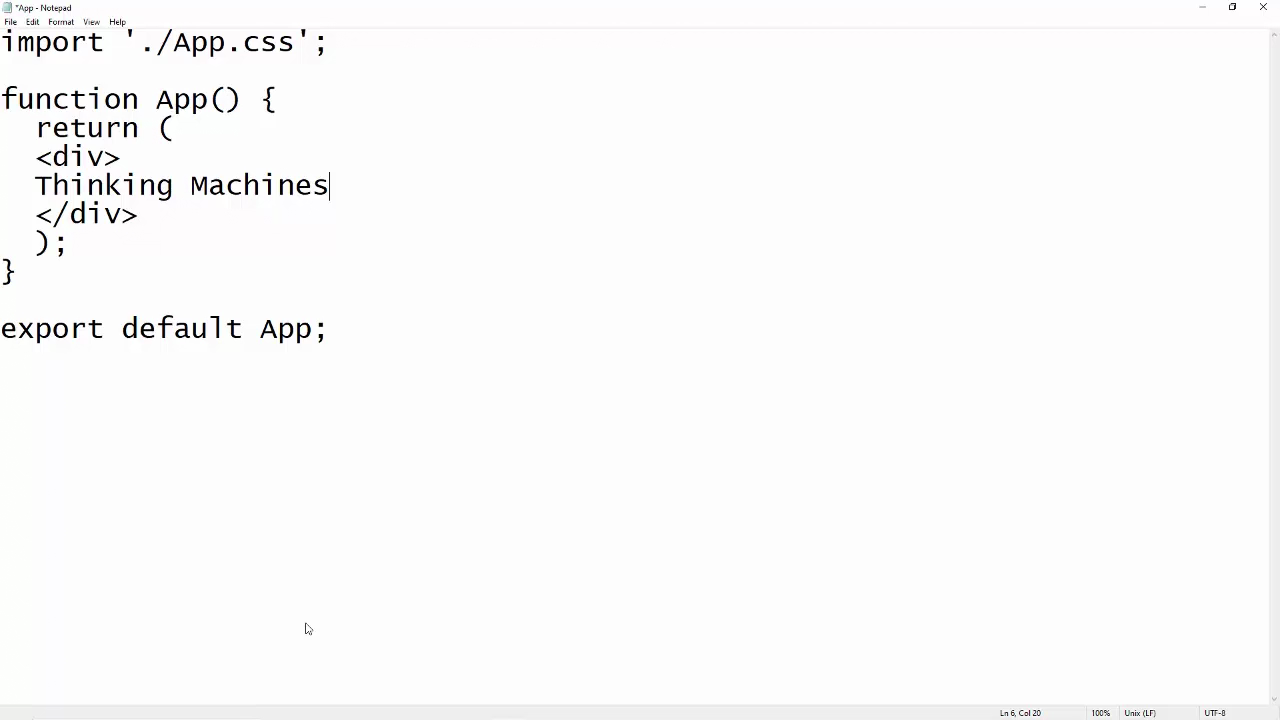 *App - Notepad
File Edit Format View Help
import './App.css';
function App() {
return (
<div>
Thinking Machines
</div>
);
}
export default App;
Ln 6, Col 20 100% Unix (LF) UTF-8